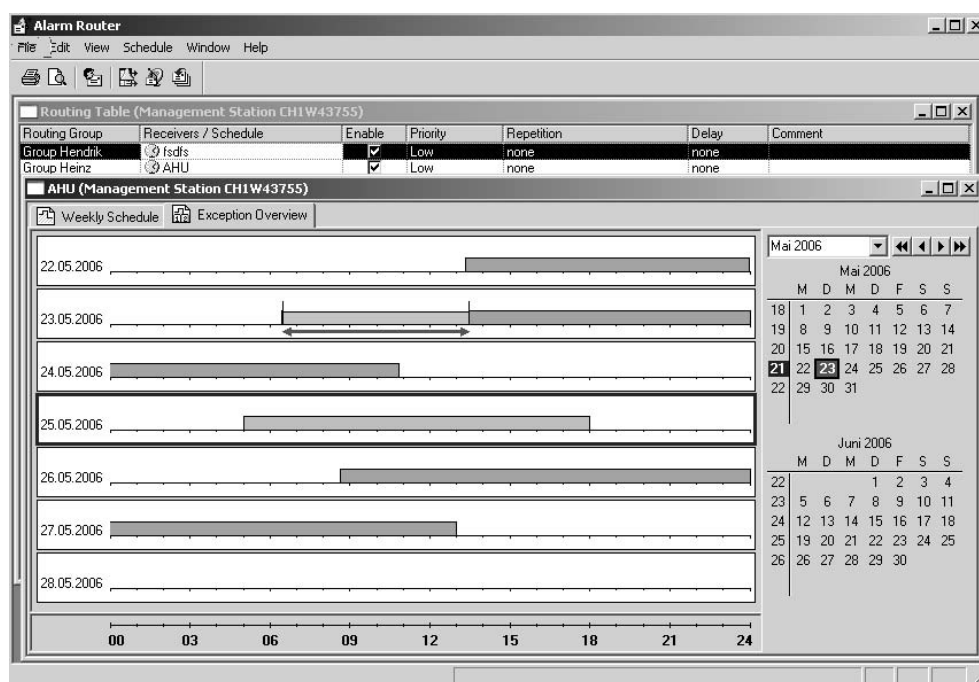 Alarm Router
File Edit View Schedule Window Help
Routing Table (Management Station CH1W43755)
Routing Group Receivers / Schedule Enable Priority Repetition Delay Comment
Group Hendrik fsdfs Low none none
Group Heinz AHU Low none none
AHU (Management Station CH1W43755)
Weekly Schedule Exception Overview
22.05.2006
23.05.2006
24.05.2006
25.05.2006
26.05.2006
27.05.2006
28.05.2006
00 03 06 09 12 15 18 21 24
Mai 2006
Mai 2006
M D M D F S S
18 1 2 3 4 5 6 7
19 8 9 10 11 12 13 14
20 15 16 17 18 19 20 21
21 22 23 24 25 26 27 28
22 29 30 31
Juni 2006
M D M D F S S
22 1 2 3 4
23 5 6 7 8 9 10 11
24 12 13 14 15 16 17 18
25 19 20 21 22 23 24 25
26 26 27 28 29 30